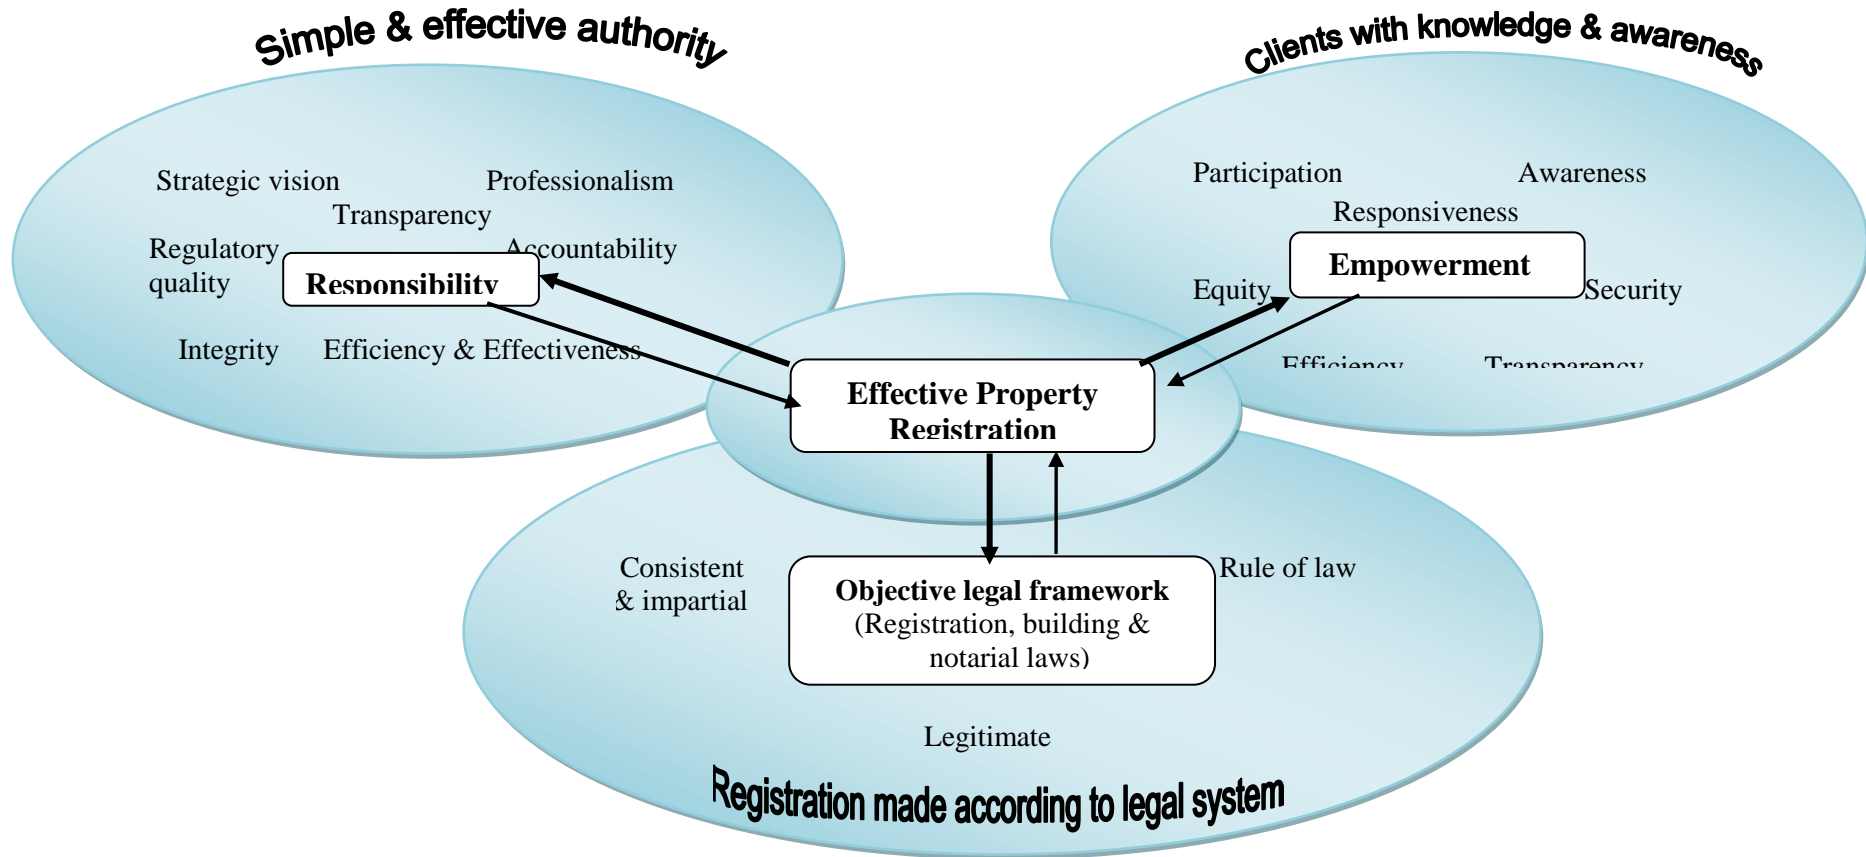 Simple & effective authority
Clients with knowledge & awareness
Strategic vision
Professionalism
Transparency
Regulatory
quality
Accountability
Responsibility
Integrity
Efficiency & Effectiveness
Participation
Awareness
Responsiveness
Empowerment
Equity
Security
Efficiency
Transparency
Effective Property
Registration
Consistent
& impartial
Objective legal framework
(Registration, building &
notarial laws)
Rule of law
Legitimate
Registration made according to legal system